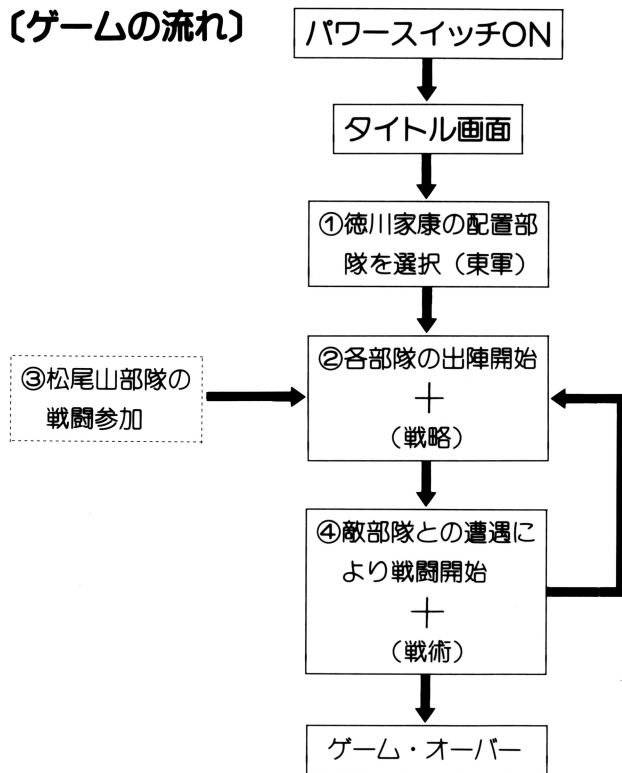 〔ゲームの流れ〕
パワースイッチON
タイトル画面
①徳川家康の配置部
隊を選択（東軍）
②各部隊の出陣開始
＋
（戦略）
③松尾山部隊の
戦闘参加
④敵部隊との遭遇に
より戦闘開始
＋
（戦術）
ゲーム・オーバー